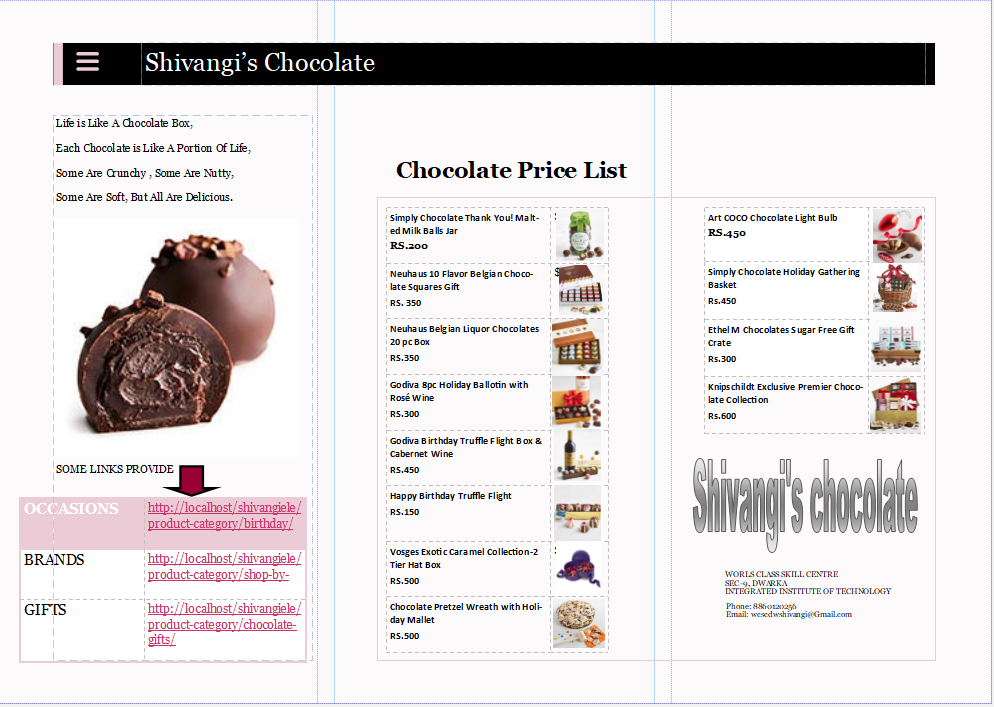 Shivangi's Chocolate
Life is Like A Chocolate Box,
Each Chocolate is Like A Portion Of Life,
Some Are Crunchy , Some Are Nutty,
Some Are Soft, But All Are Delicious.
SOME LINKS PROVIDE
OCCASIONS
http://localhost/shivangiele/
product-category/birthday/
BRANDS
http://localhost/shivangiele/
product-category/shop-by-
GIFTS
http://localhost/shivangiele/
product-category/chocolate-
gifts/
Chocolate Price List
Simply Chocolate Thank You! Malt-
ed Milk Balls Jar
RS.200
$
Neuhaus 10 Flavor Belgian Choco-
late Squares Gift
RS. 350
$
Neuhaus Belgian Liquor Chocolates
20 pc Box
RS.350
Godiva 8pc Holiday Ballotin with
Rosé Wine
RS.300
Godiva Birthday Truffle Flight Box &
Cabernet Wine
RS.450
Happy Birthday Truffle Flight
RS.150
Vosges Exotic Caramel Collection-2
Tier Hat Box
RS.500
Chocolate Pretzel Wreath with Holi-
day Mallet
RS.500
Art COCO Chocolate Light Bulb
RS.450
Simply Chocolate Holiday Gathering
Basket
RS.450
Ethel M Chocolates Sugar Free Gift
Crate
RS.300
Knipschildt Exclusive Premier Choco-
late Collection
RS.600
Shivangi's chocolate
WORLS CLASS SKILL CENTRE
SEC-9, DWARKA
INTEGRATED INSTITUTE OF TECHNOLOGY
Phone: 8860120256
Email: wesedwshivangi@Gmail.com